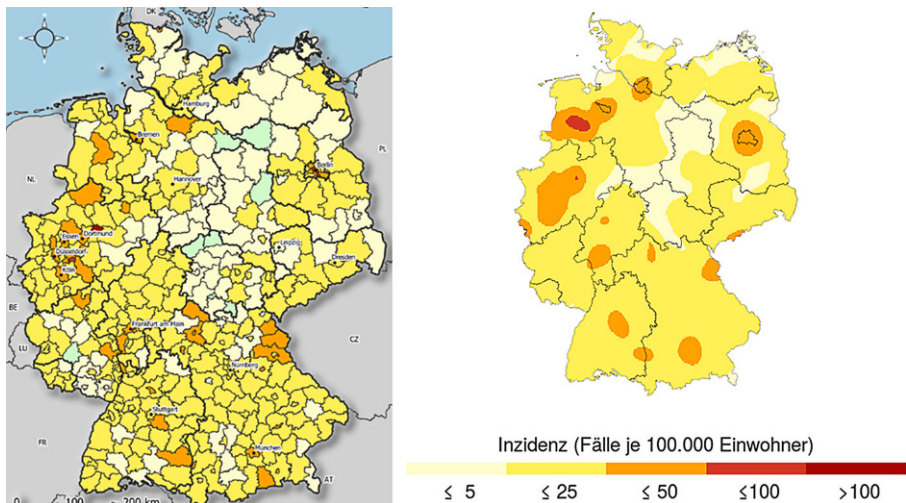 DK
PL
Hamburg
Bremen
Berlin
NL
Hannover
Essen
Dortmund
Düsseldorf
Leipzig
Köln
Dresden
BE
Frankfurt am Main
LU
CZ
Nürnberg
Stuttgart
FR
München
AT
0 100 200 km
Inzidenz (Fälle je 100.000 Einwohner)
≤ 5 ≤ 25 ≤ 50 ≤100 >100